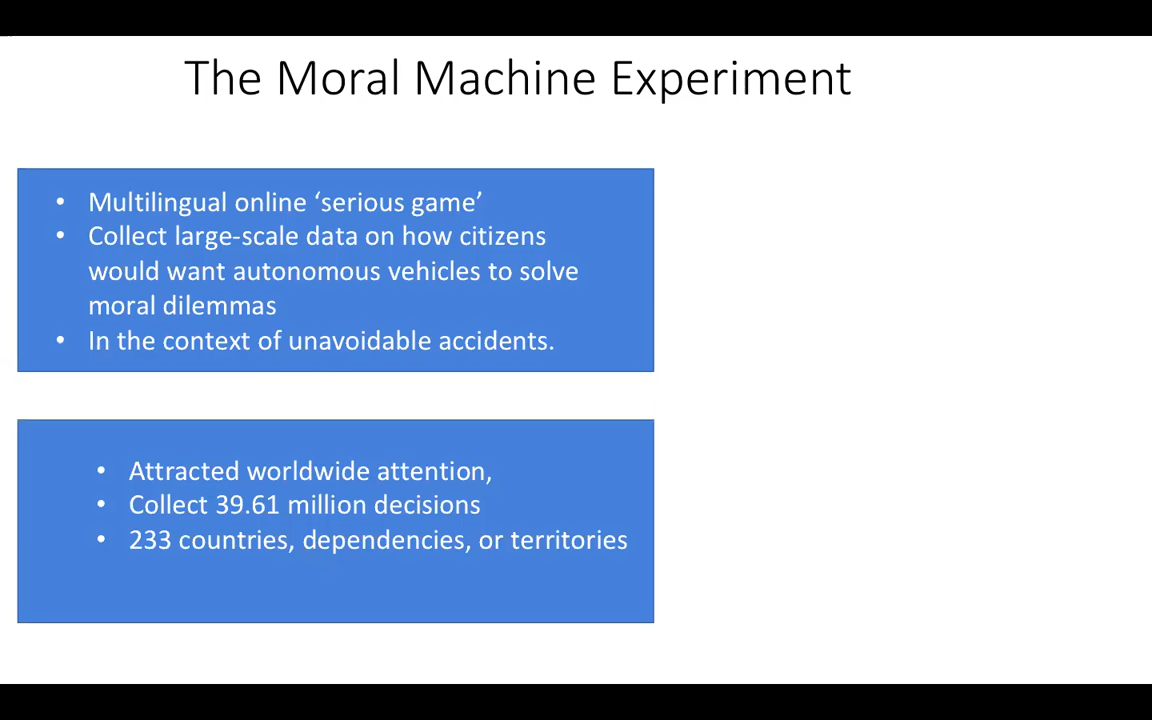 The Moral Machine Experiment
• Multilingual online ‘serious game’
• Collect large-scale data on how citizens
would want autonomous vehicles to solve
moral dilemmas
• In the context of unavoidable accidents.
• Attracted worldwide attention,
• Collect 39.61 million decisions
• 233 countries, dependencies, or territories